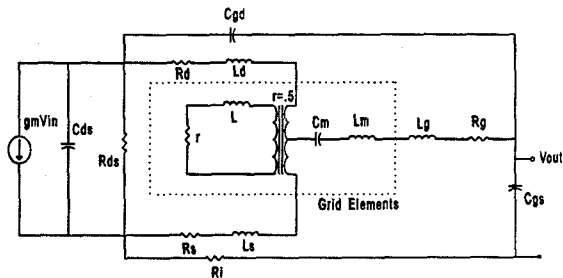 Cgd
Rd
Ld
r=.5
L
r
Cm
Lm
Lg
Rg
gmVin
Cds
Rds
Vout
Cgs
Grid Elements
Rs
Ls
Ri